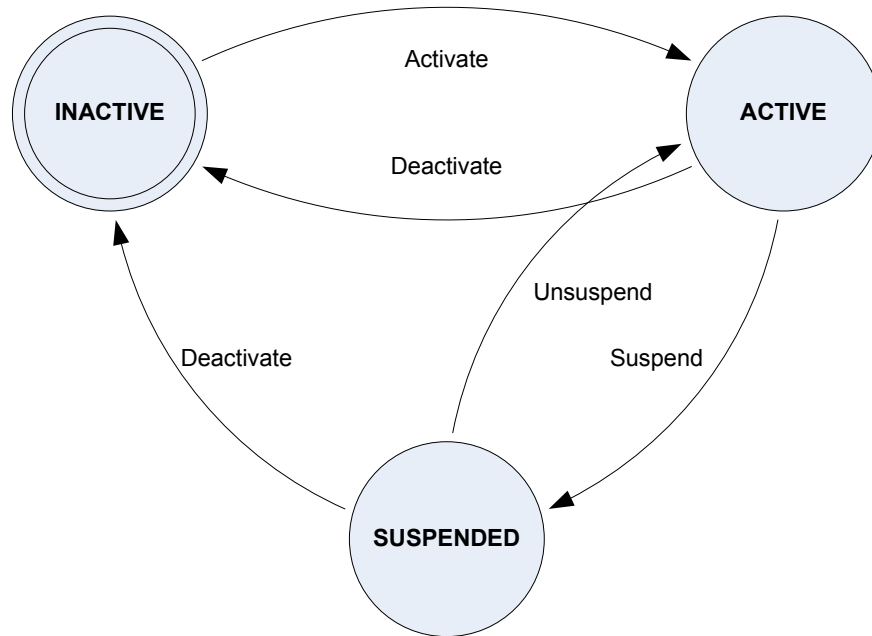 Activate
INACTIVE
ACTIVE
Deactivate
Unsuspend
Deactivate
Suspend
SUSPENDED